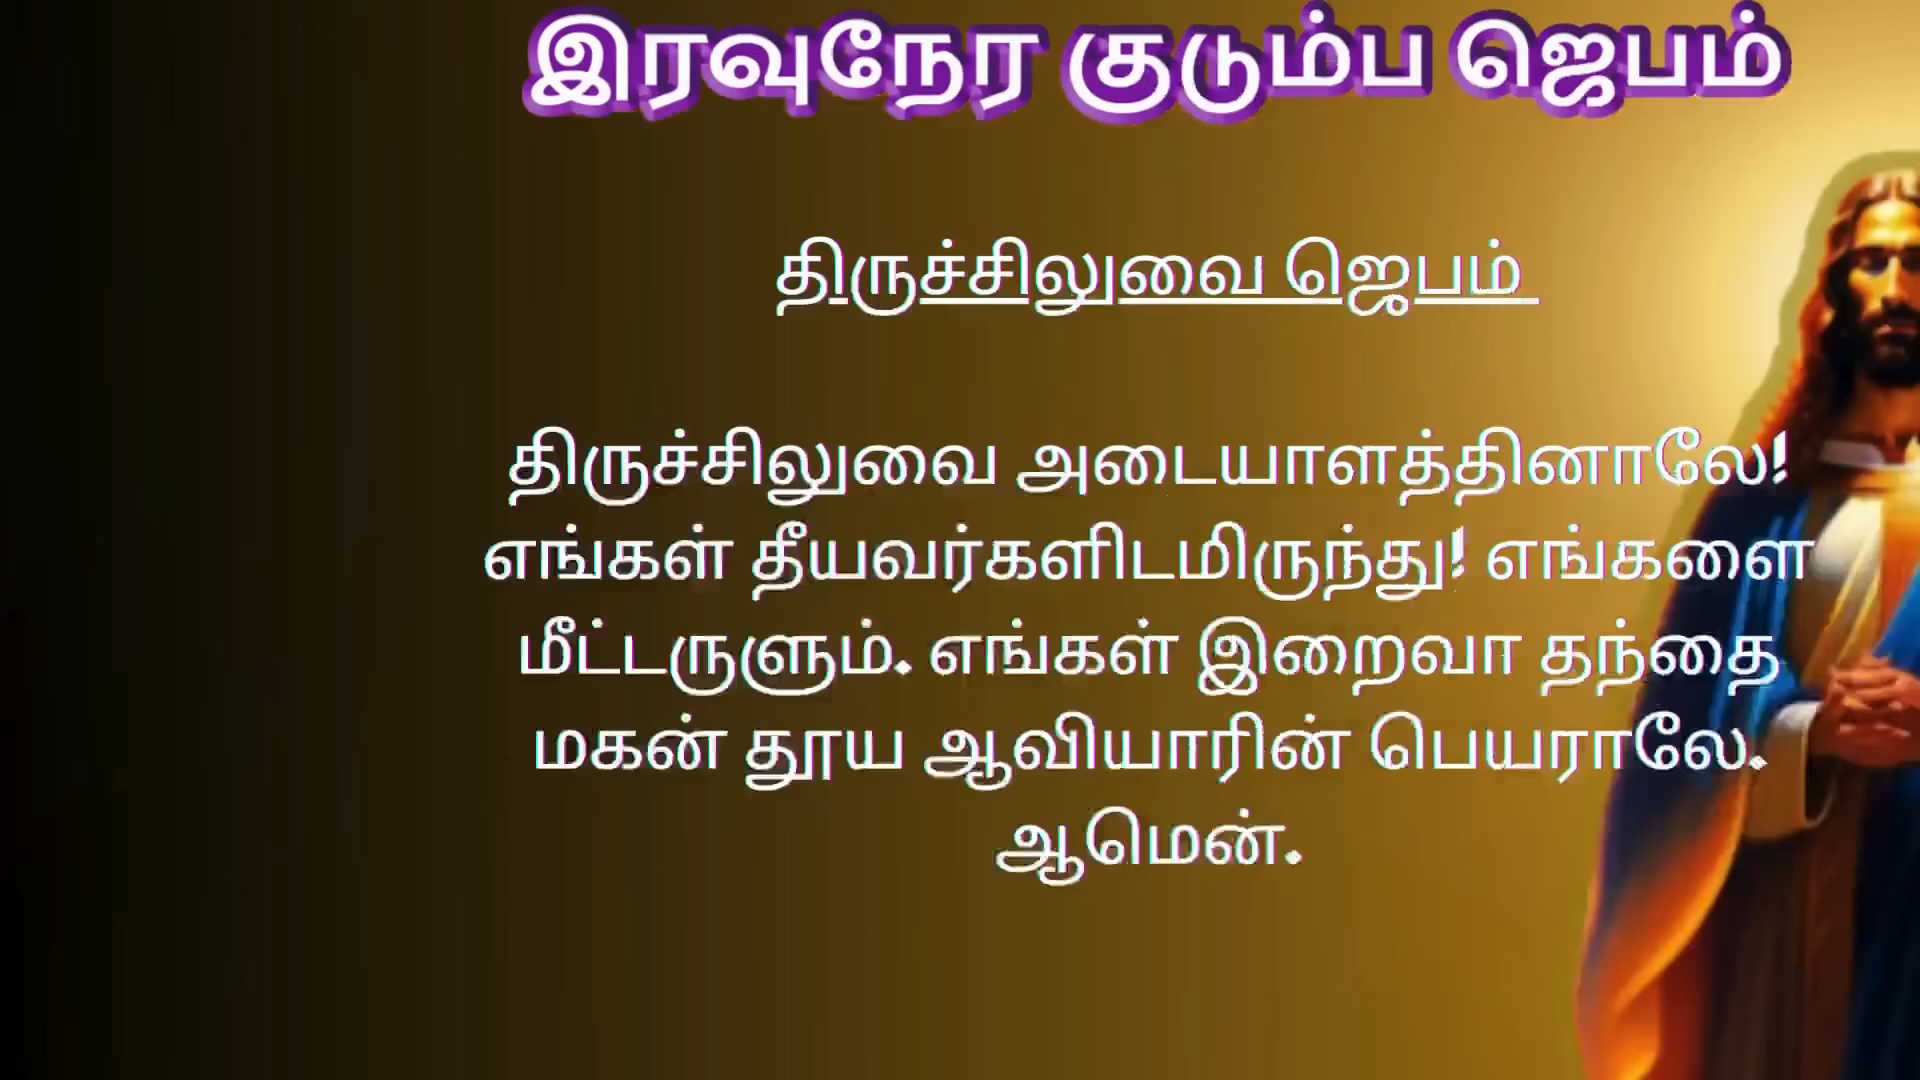 இரவுநேர குடும்ப ஜெபம்
திருச்சிலுவை ஜெபம்
திருச்சிலுவை அடையாளத்தினாலே!
எங்கள் தீயவர்களிடமிருந்து! எங்களை
மீட்டருளும். எங்கள் இறைவா தந்தை
மகன் தூய ஆவியாரின் பெயராலே.
ஆமென்.